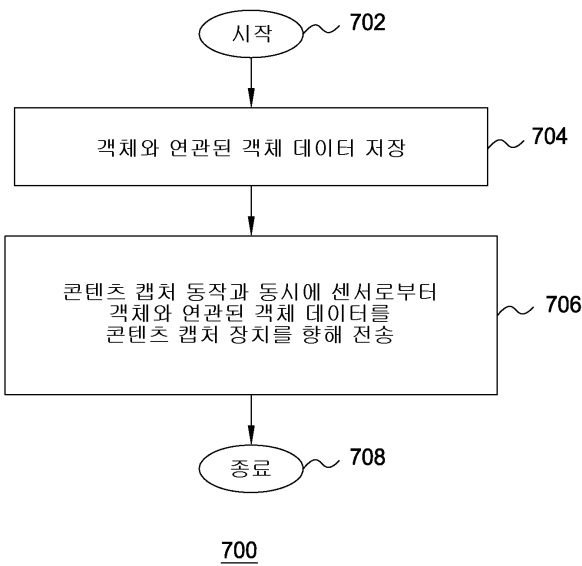 시작
702
객체와 연관된 객체 데이터 저장
704
콘텐츠 캡처 동작과 동시에 센서로부터
객체와 연관된 객체 데이터를
콘텐츠 캡처 장치를 향해 전송
706
종료
708
700